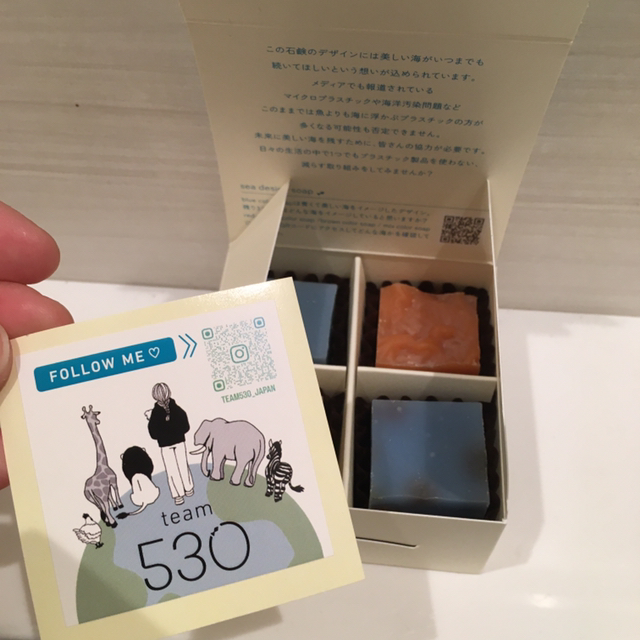 この石鹸のデザインには美しい海がいつまでも
続いてほしいという想いが込められています。
メディアでも報道されている
マイクロプラスチックや海洋汚染問題など
このままでは魚よりも海に浮かぶプラスチックの方が
多くなる可能性も否定できません。
未来に美しい海を残すために、皆さんの協力が必要です。
日々の生活の中で1つでもプラスチック製品を使わない、
減らす取り組みをしてみませんか？
sea design soap
FOLLOW ME♡
TEAM530_JAPAN
team
530